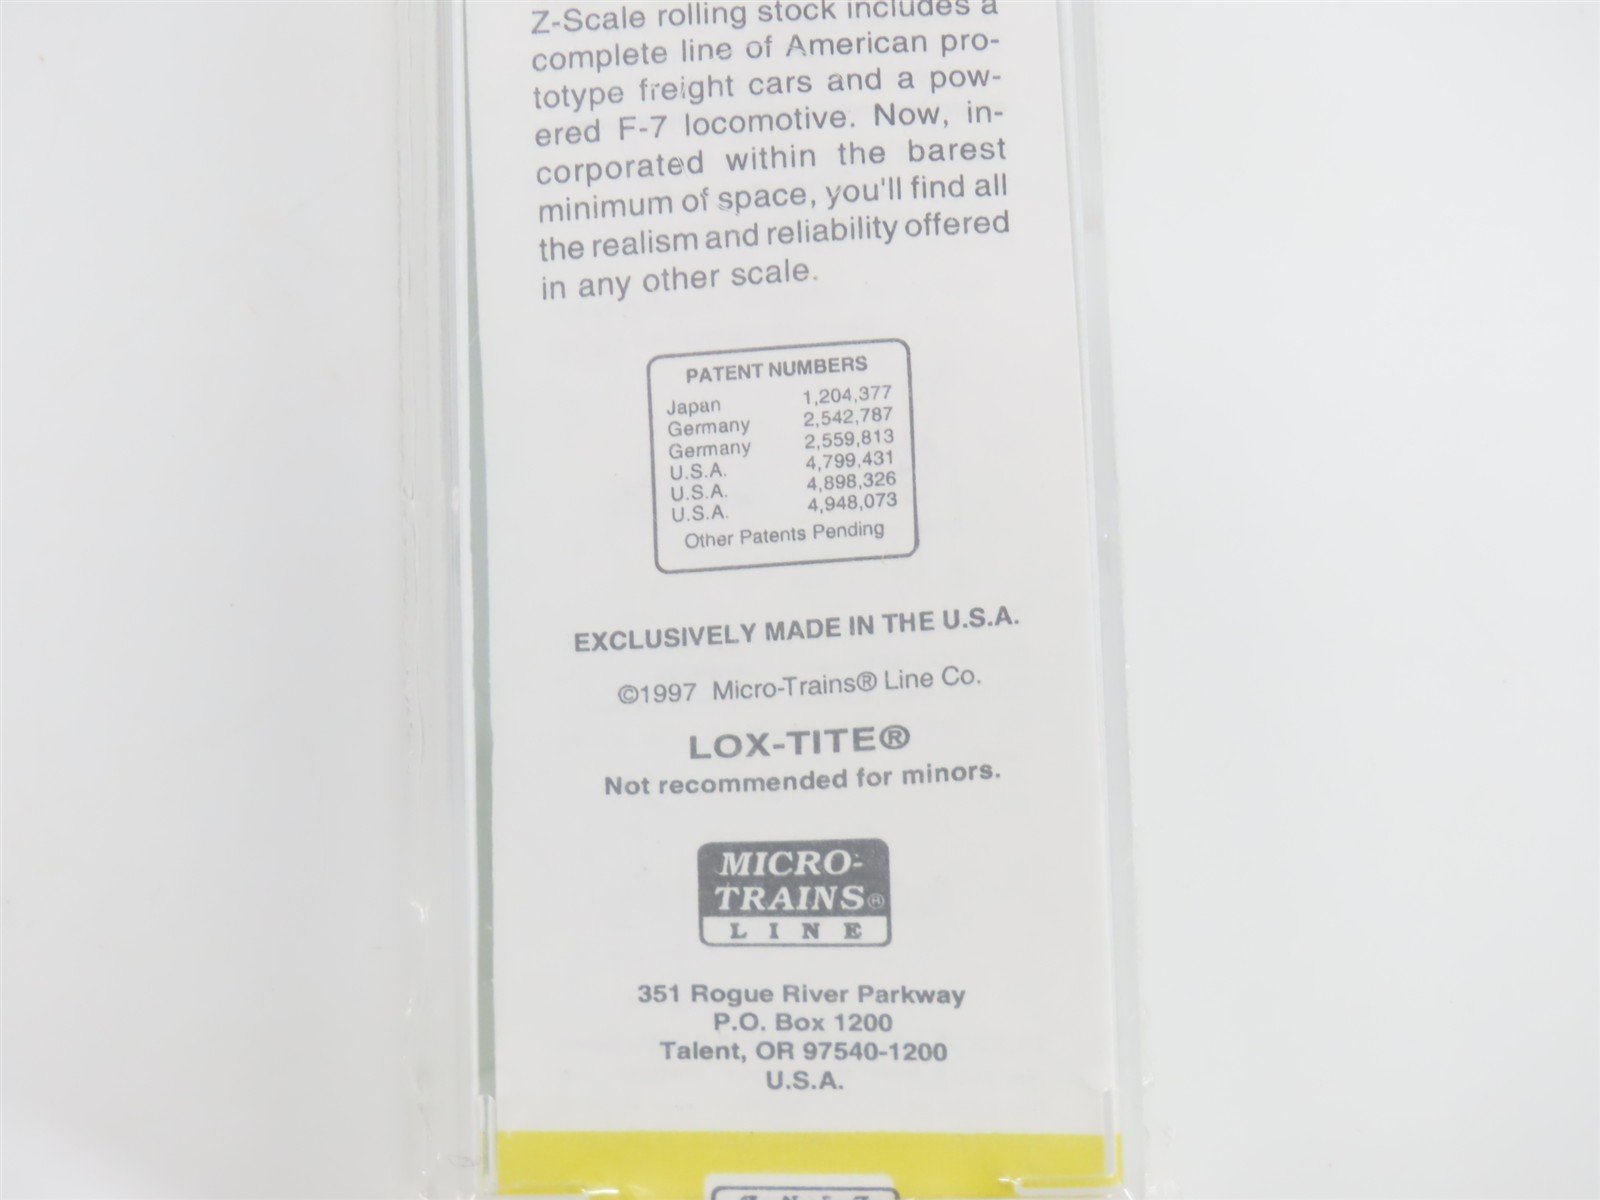 Z-Scale rolling stock includes a
complete line of American pro-
totype freight cars and a pow-
ered F-7 locomotive. Now, in-
corporated within the barest
minimum of space, you'll find all
the realism and reliability offered
in any other scale.
PATENT NUMBERS
Japan 1,204,377
Germany 2,542,787
Germany 2,559,813
U.S.A. 4,799,431
U.S.A. 4,898,326
U.S.A. 4,948,073
Other Patents Pending
EXCLUSIVELY MADE IN THE U.S.A.
©1997 Micro-Trains® Line Co.
LOX-TITE®
Not recommended for minors.
MICRO-
TRAINS®
LINE
351 Rogue River Parkway
P.O. Box 1200
Talent, OR 97540-1200
U.S.A.